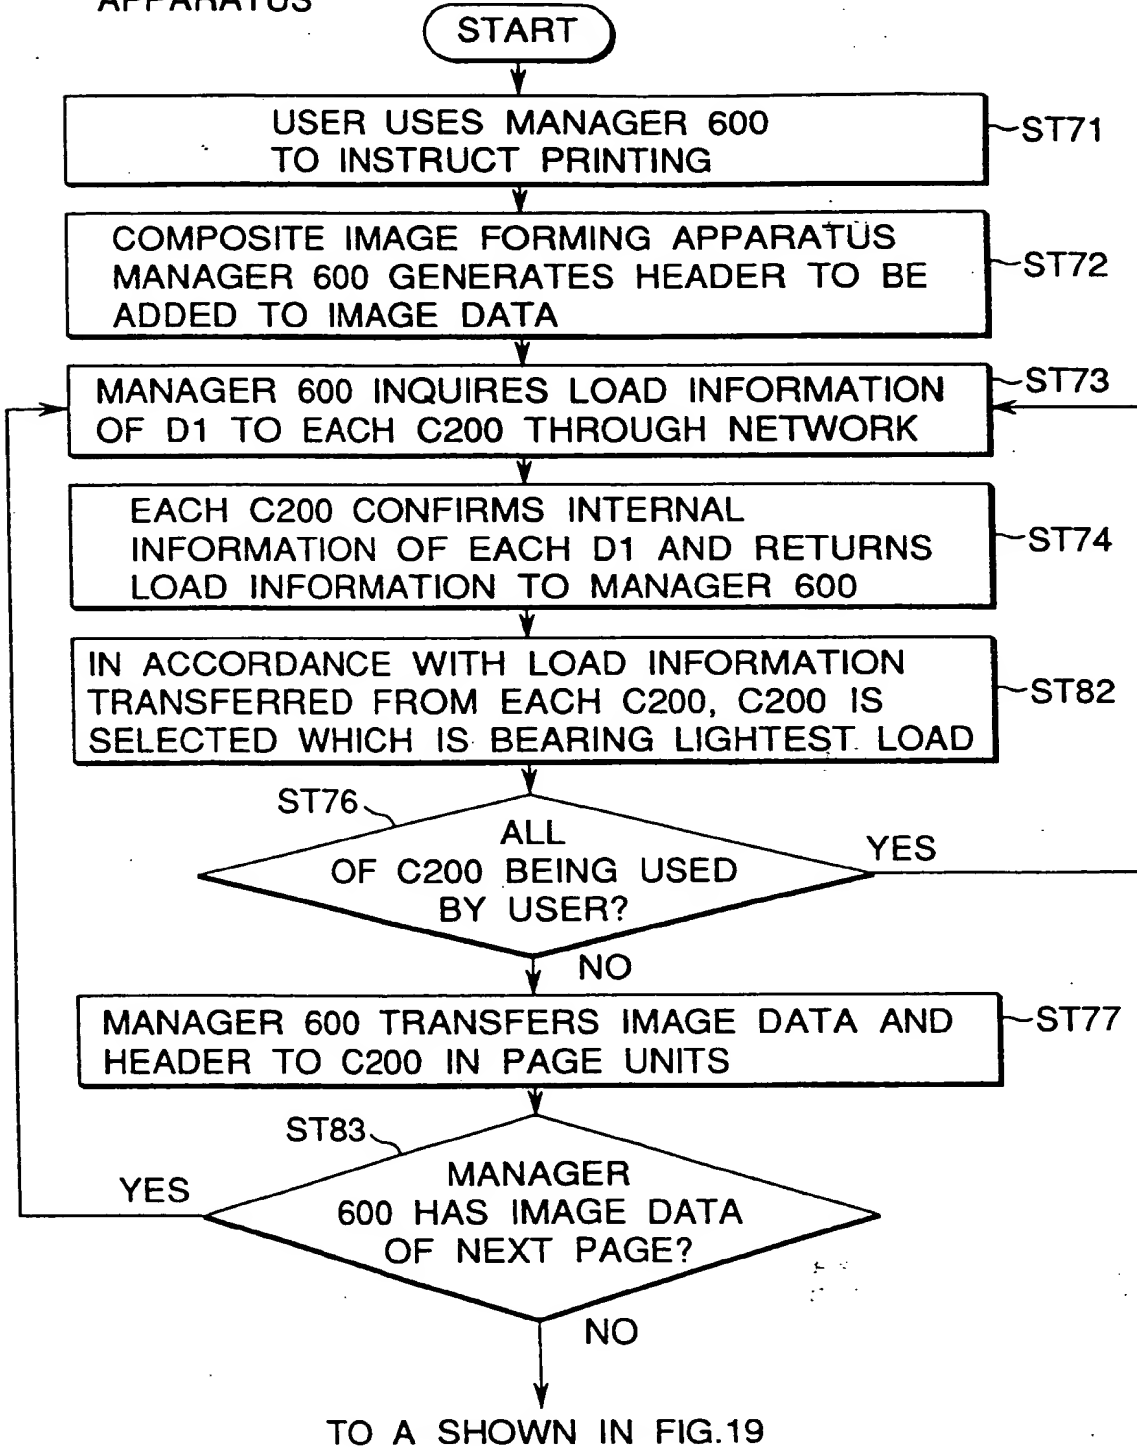 APPARATUS
START
USER USES MANAGER 600
TO INSTRUCT PRINTING
ST71
COMPOSITE IMAGE FORMING APPARATUS
MANAGER 600 GENERATES HEADER TO BE
ADDED TO IMAGE DATA
ST72
MANAGER 600 INQUIRES LOAD INFORMATION
OF D1 TO EACH C200 THROUGH NETWORK
ST73
EACH C200 CONFIRMS INTERNAL
INFORMATION OF EACH D1 AND RETURNS
LOAD INFORMATION TO MANAGER 600
ST74
IN ACCORDANCE WITH LOAD INFORMATION
TRANSFERRED FROM EACH C200, C200 IS
SELECTED WHICH IS BEARING LIGHTEST LOAD
ST82
ST76
ALL
OF C200 BEING USED
BY USER?
YES
NO
MANAGER 600 TRANSFERS IMAGE DATA AND
HEADER TO C200 IN PAGE UNITS
ST77
ST83
MANAGER
600 HAS IMAGE DATA
OF NEXT PAGE?
YES
NO
TO A SHOWN IN FIG.19